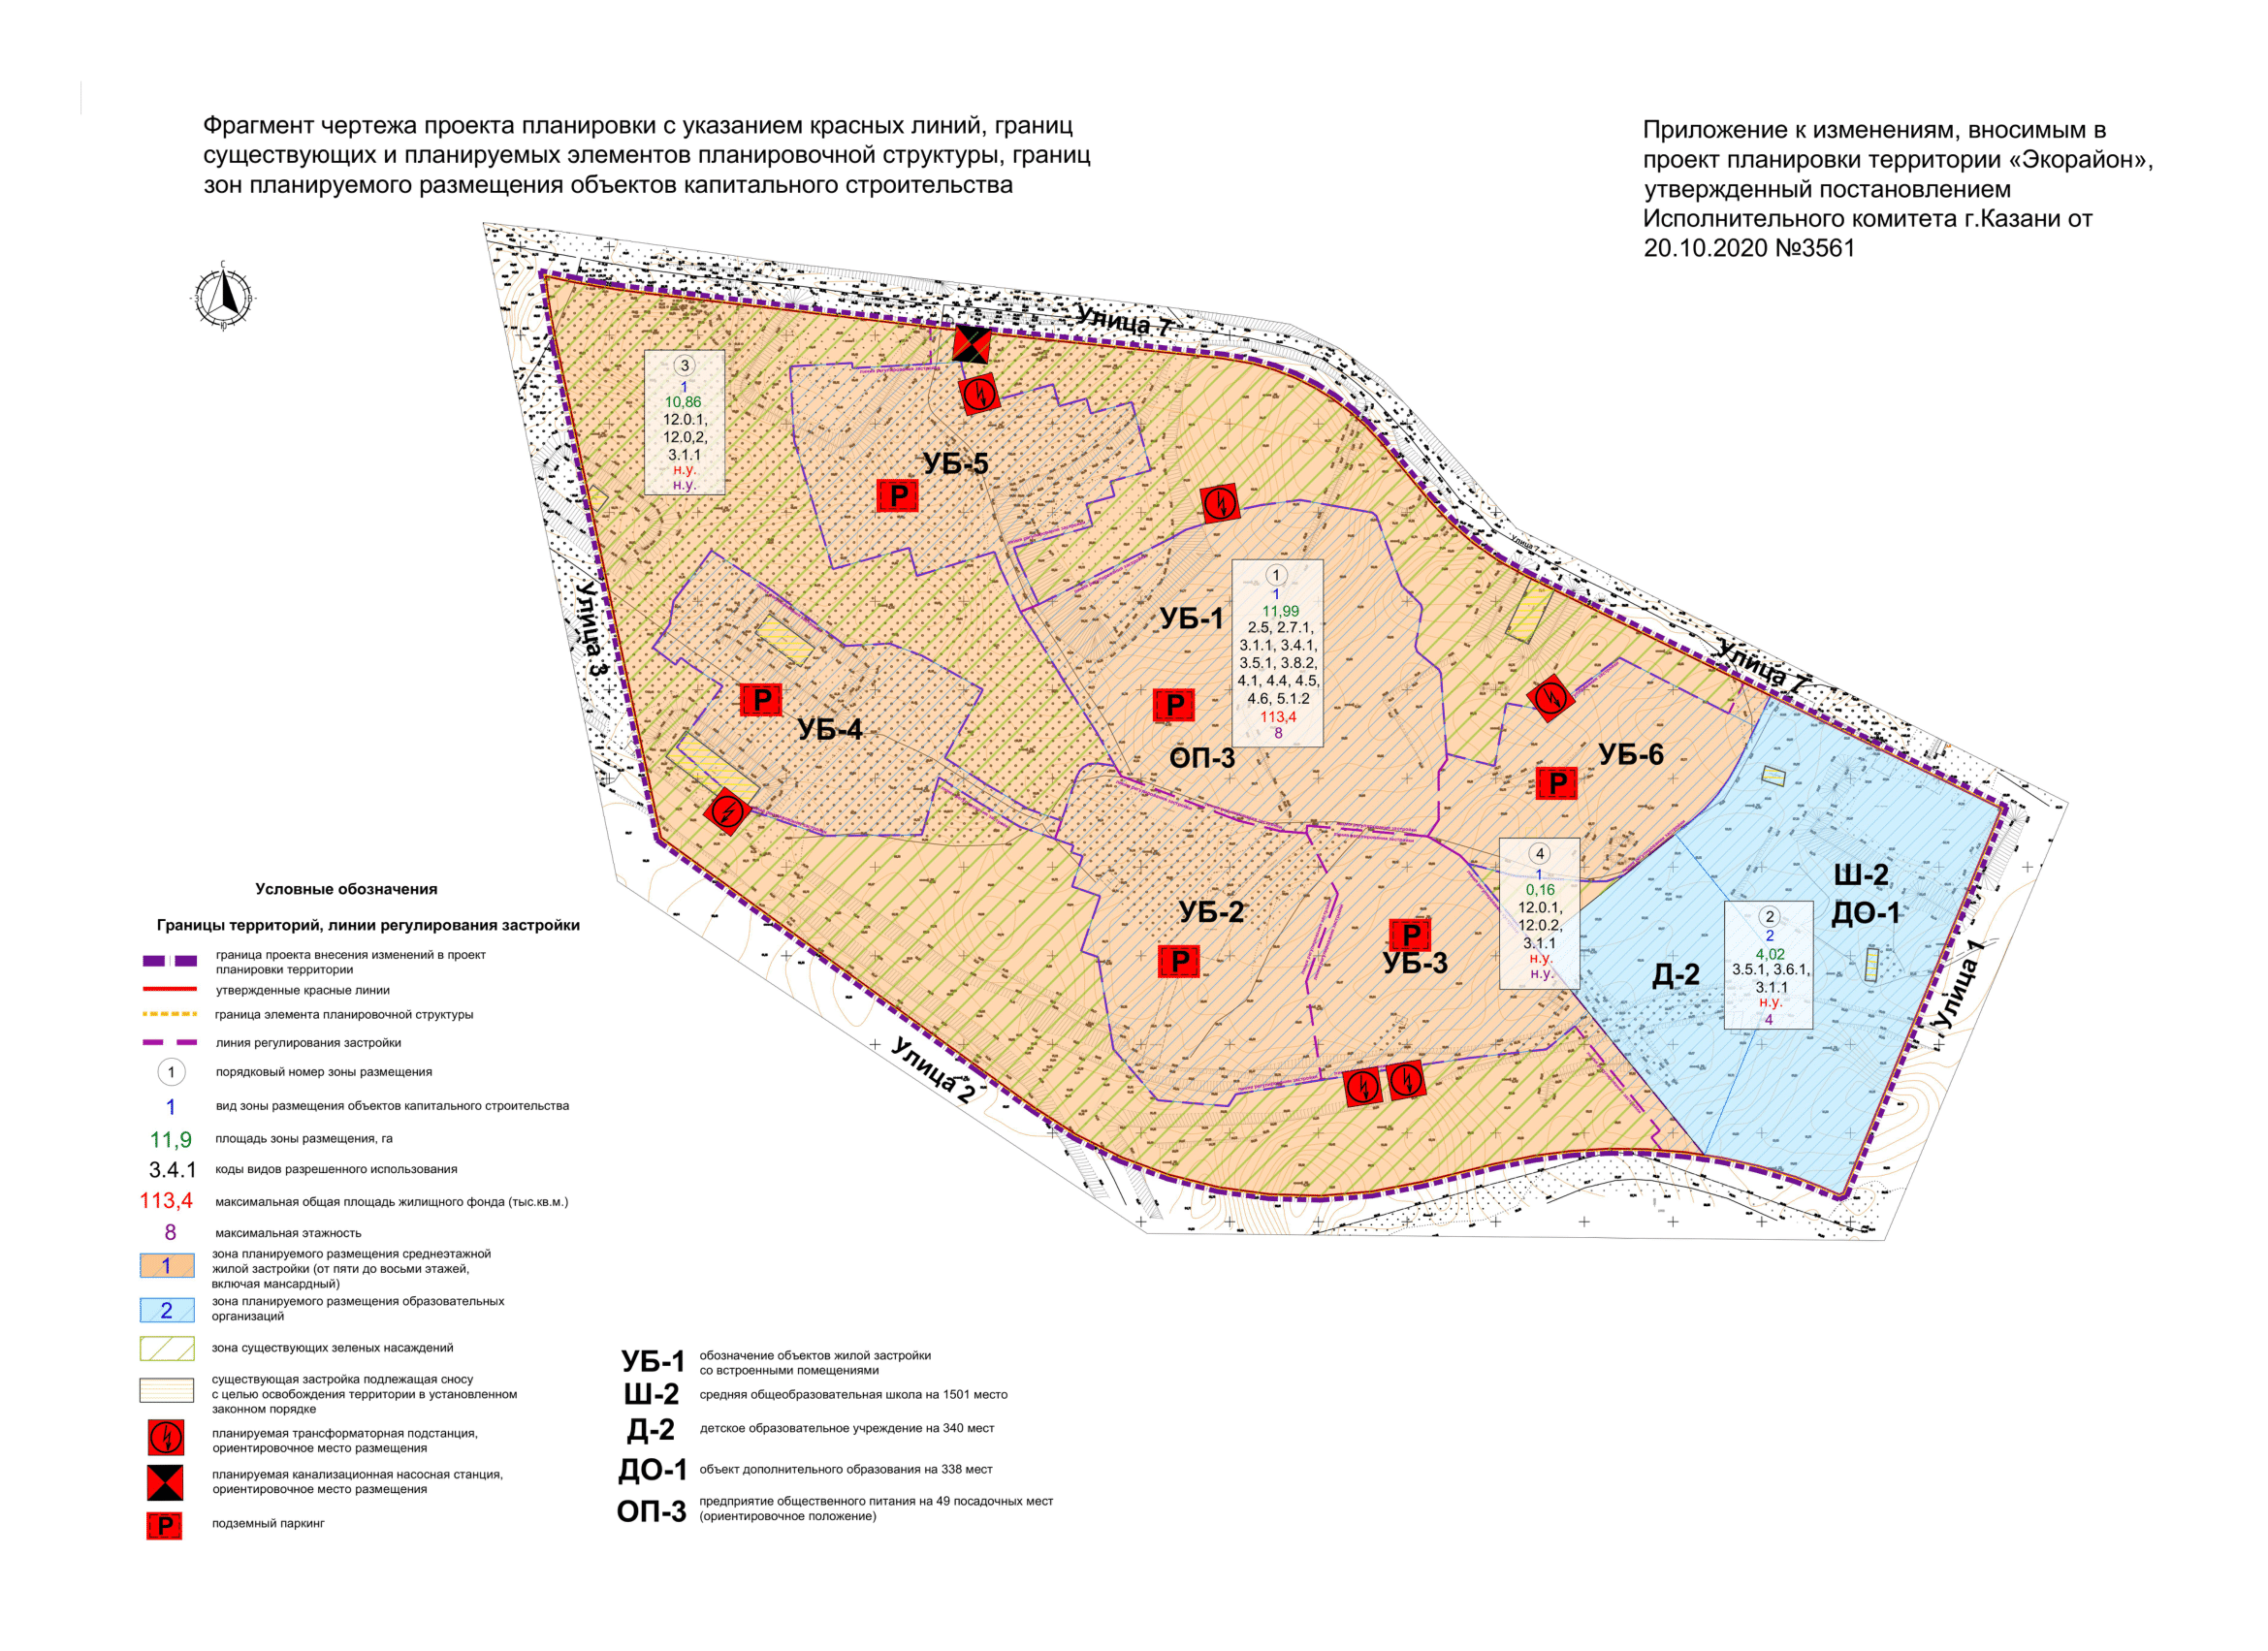 Фрагмент чертежа проекта планировки с указанием красных линий, границ
существующих и планируемых элементов планировочной структуры, границ
зон планируемого размещения объектов капитального строительства
Приложение к изменениям, вносимым в
проект планировки территории «Экорайон»,
утвержденный постановлением
Исполнительного комитета г.Казани от
20.10.2020 №3561
С
З
В
Ю
Улица 7
3
1
10,86
12.0.1,
12.0,2,
3.1.1
н.у.
н.у.
УБ-5
P
Улица 7
Улица 3
УБ-1
1
1
11,99
2.5, 2.7.1,
3.1.1, 3.4.1,
3.5.1, 3.8.2,
4.1, 4.4, 4.5,
4.6, 5.1.2
113,4
8
Улица 7
P
УБ-4
P
ОП-3
УБ-6
P
4
1
0,16
12.0.1,
12.0.2,
3.1.1
н.у.
н.у.
Ш-2
ДО-1
УБ-2
P
P
УБ-3
Д-2
2
2
4,02
3.5.1, 3.6.1,
3.1.1
н.у.
4
Улица 1
Улица 2
линия регулирования застройки
Условные обозначения
Границы территорий, линии регулирования застройки
граница проекта внесения изменений в проект
планировки территории
утвержденные красные линии
граница элемента планировочной структуры
линия регулирования застройки
1 порядковый номер зоны размещения
1 вид зоны размещения объектов капитального строительства
11,9 площадь зоны размещения, га
3.4.1 коды видов разрешенного использования
113,4 максимальная общая площадь жилищного фонда (тыс.кв.м.)
8 максимальная этажность
1 зона планируемого размещения среднеэтажной
жилой застройки (от пяти до восьми этажей,
включая мансардный)
2 зона планируемого размещения образовательных
организаций
зона существующих зеленых насаждений
существующая застройка подлежащая сносу
с целью освобождения территории в установленном
законном порядке
планируемая трансформаторная подстанция,
ориентировочное место размещения
планируемая канализационная насосная станция,
ориентировочное место размещения
P подземный паркинг
УБ-1 обозначение объектов жилой застройки
со встроенными помещениями
Ш-2 средняя общеобразовательная школа на 1501 место
Д-2 детское образовательное учреждение на 340 мест
ДО-1 объект дополнительного образования на 338 мест
ОП-3 предприятие общественного питания на 49 посадочных мест
(ориентировочное положение)